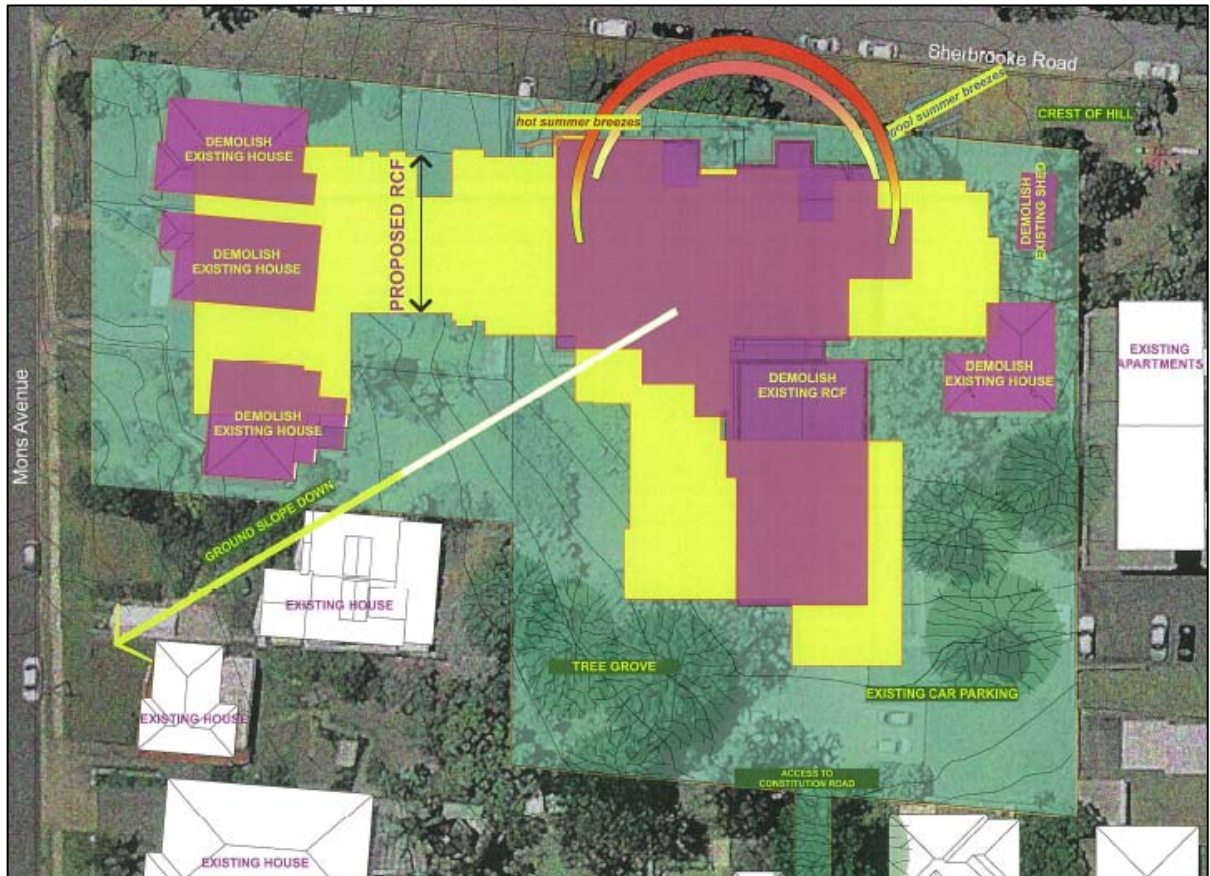 Sherbrooke Road
hot summer breezes
cool summer breezes
CREST OF HILL
DEMOLISH
EXISTING HOUSE
PROPOSED RCF
DEMOLISH
EXISTING SHED
DEMOLISH
EXISTING HOUSE
EXISTING
APARTMENTS
DEMOLISH
EXISTING HOUSE
DEMOLISH
EXISTING RCF
Mons Avenue
DEMOLISH
EXISTING HOUSE
GROUND SLOPE DOWN
EXISTING HOUSE
TREE GROVE
EXISTING CAR PARKING
EXISTING HOUSE
ACCESS TO
CONSTITUTION ROAD
EXISTING HOUSE